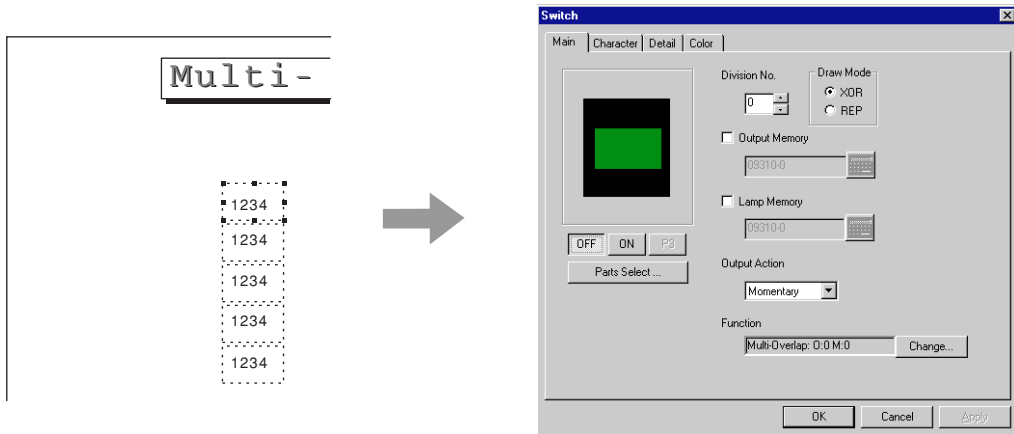 Multi-
1234
1234
1234
1234
1234
Switch
Main Character Detail Color
Division No.
0
Draw Mode
XOR
REP
Output Memory
09310-0
Lamp Memory
09310-0
OFF ON P3
Parts Select ...
Output Action
Momentary
Function
Multi-Overlap: O:0 M:0 Change...
OK Cancel Apply